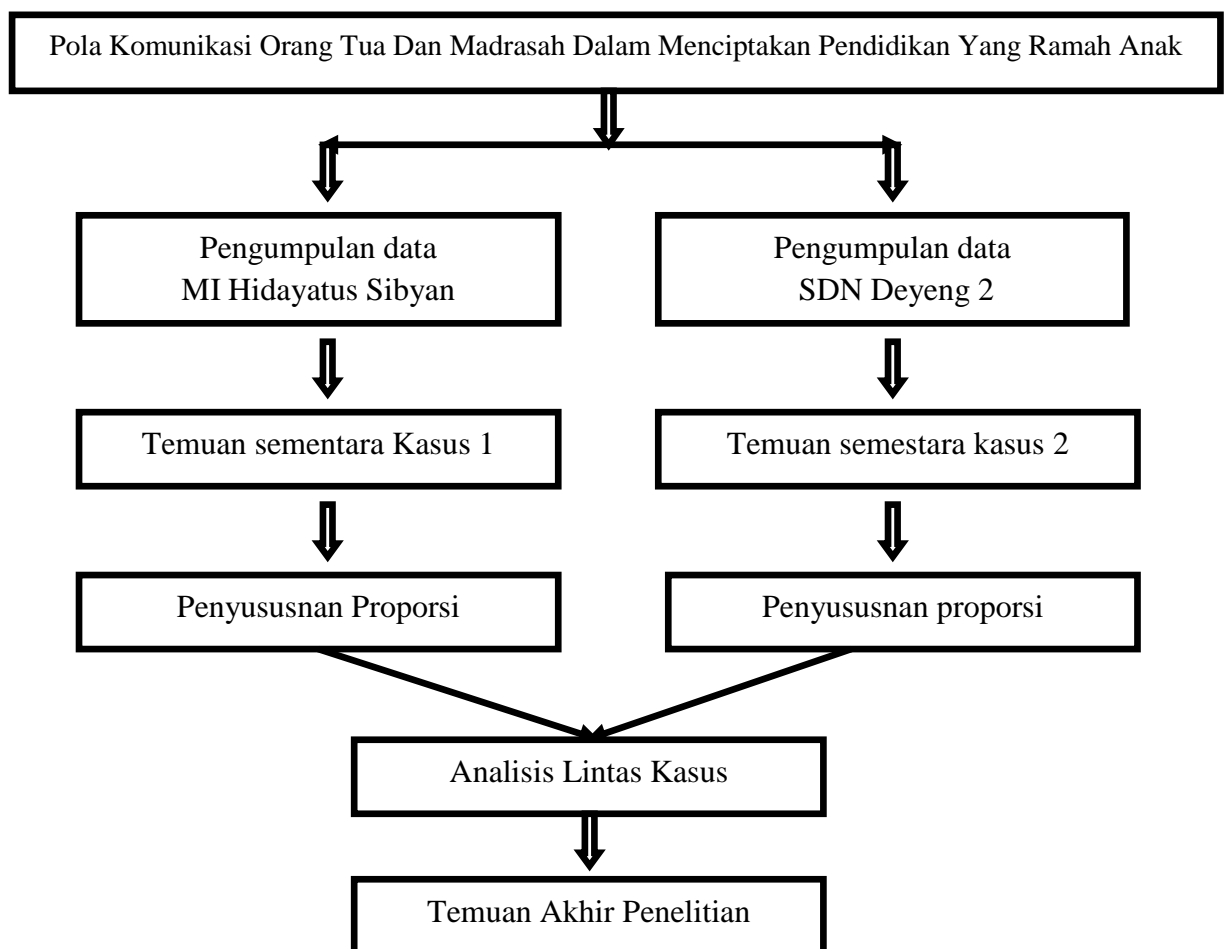 Pola Komunikasi Orang Tua Dan Madrasah Dalam Menciptakan Pendidikan Yang Ramah Anak
Pengumpulan data
MI Hidayatus Sibyan
Pengumpulan data
SDN Deyeng 2
Temuan sementara Kasus 1
Temuan semestara kasus 2
Penyususnan Proporsi
Penyususnan proporsi
Analisis Lintas Kasus
Temuan Akhir Penelitian